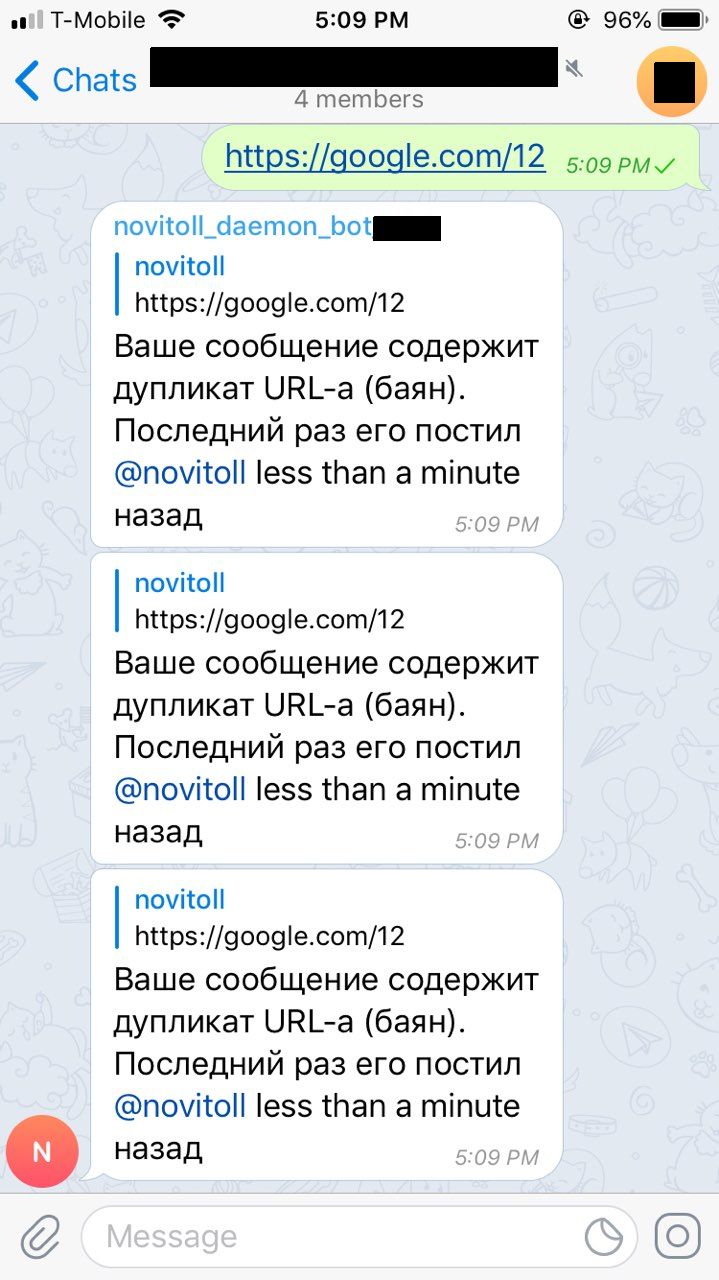 T-Mobile 5:09 PM 96%
Chats
4 members
https://google.com/12 5:09 PM
novitoll_daemon_bot
novitoll
https://google.com/12
Ваше сообщение содержит
дупликат URL-а (баян).
Последний раз его постил
@novitoll less than a minute
назад 5:09 PM
novitoll
https://google.com/12
Ваше сообщение содержит
дупликат URL-а (баян).
Последний раз его постил
@novitoll less than a minute
назад 5:09 PM
novitoll
https://google.com/12
Ваше сообщение содержит
дупликат URL-а (баян).
Последний раз его постил
@novitoll less than a minute
N назад 5:09 PM
Message